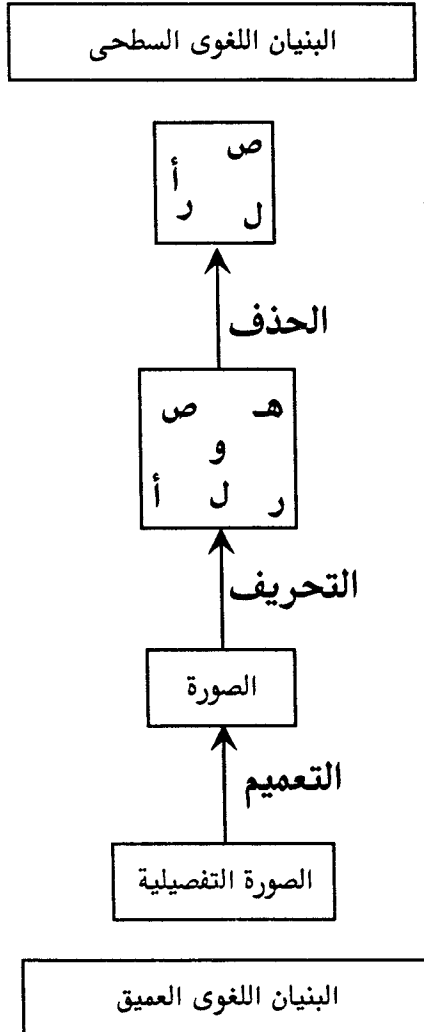 البنيان اللغوى السطحى
ص
أ
ر ل
الحذف
ص هـ
و
أ ل ر
التحريف
الصورة
التعميم
الصورة التفصيلية
البنيان اللغوى العميق